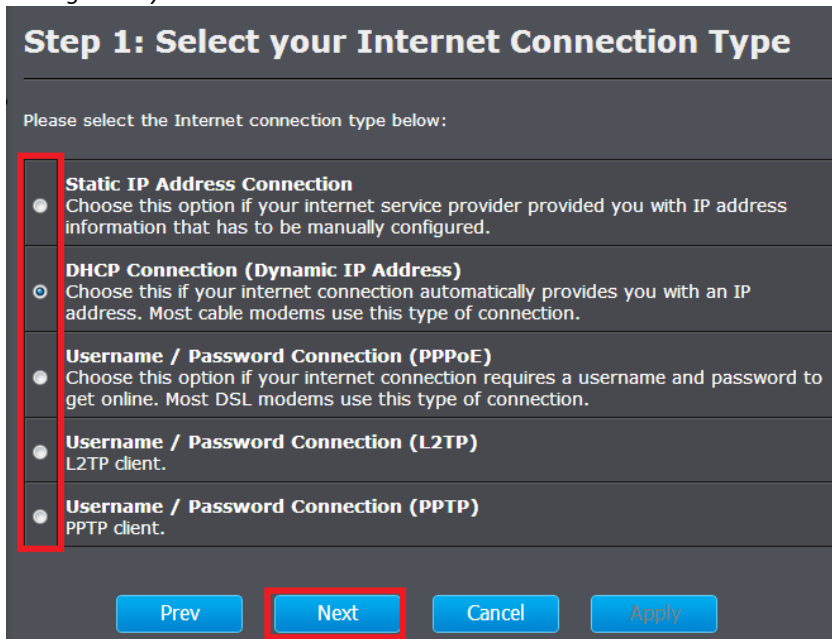 Step 1: Select your Internet Connection Type
Please select the Internet connection type below:
Static IP Address Connection
Choose this option if your internet service provider provided you with IP address
information that has to be manually configured.
DHCP Connection (Dynamic IP Address)
Choose this if your internet connection automatically provides you with an IP
address. Most cable modems use this type of connection.
Username / Password Connection (PPPoE)
Choose this option if your internet connection requires a username and password to
get online. Most DSL modems use this type of connection.
Username / Password Connection (L2TP)
L2TP client.
Username / Password Connection (PPTP)
PPTP client.
Prev Next Cancel Apply